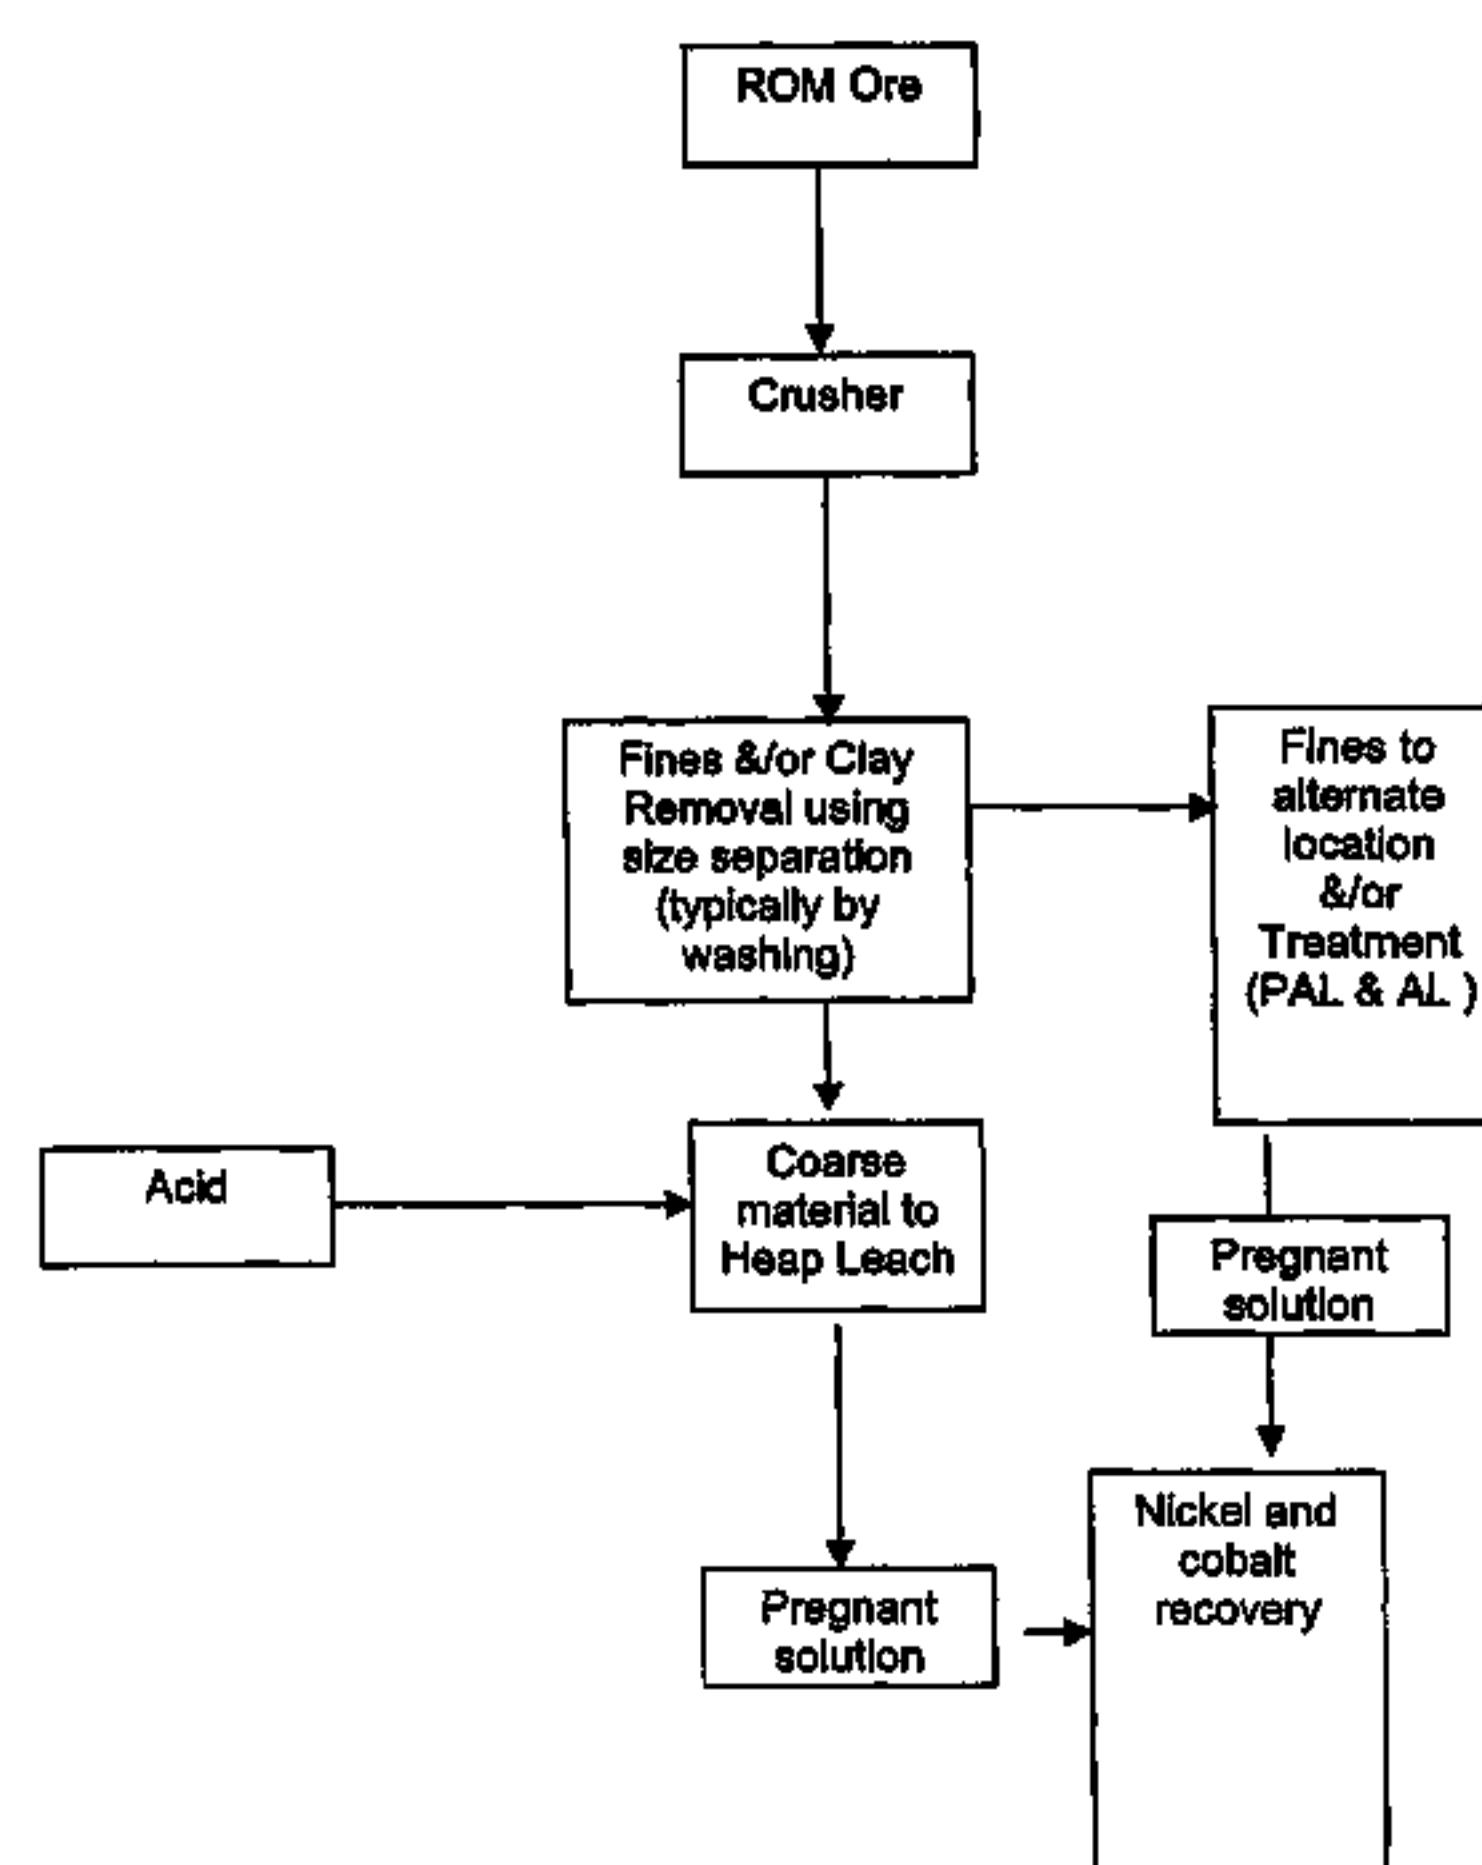 ROM Ore
Crusher
Fines &/or Clay
Removal using
size separation
(typically by
washing)
Fines to
alternate
location
&/or
Treatment
(PAL & AL )
Acid
Coarse
material to
Heap Leach
Pregnant
solution
Pregnant
solution
Nickel and
cobalt
recovery